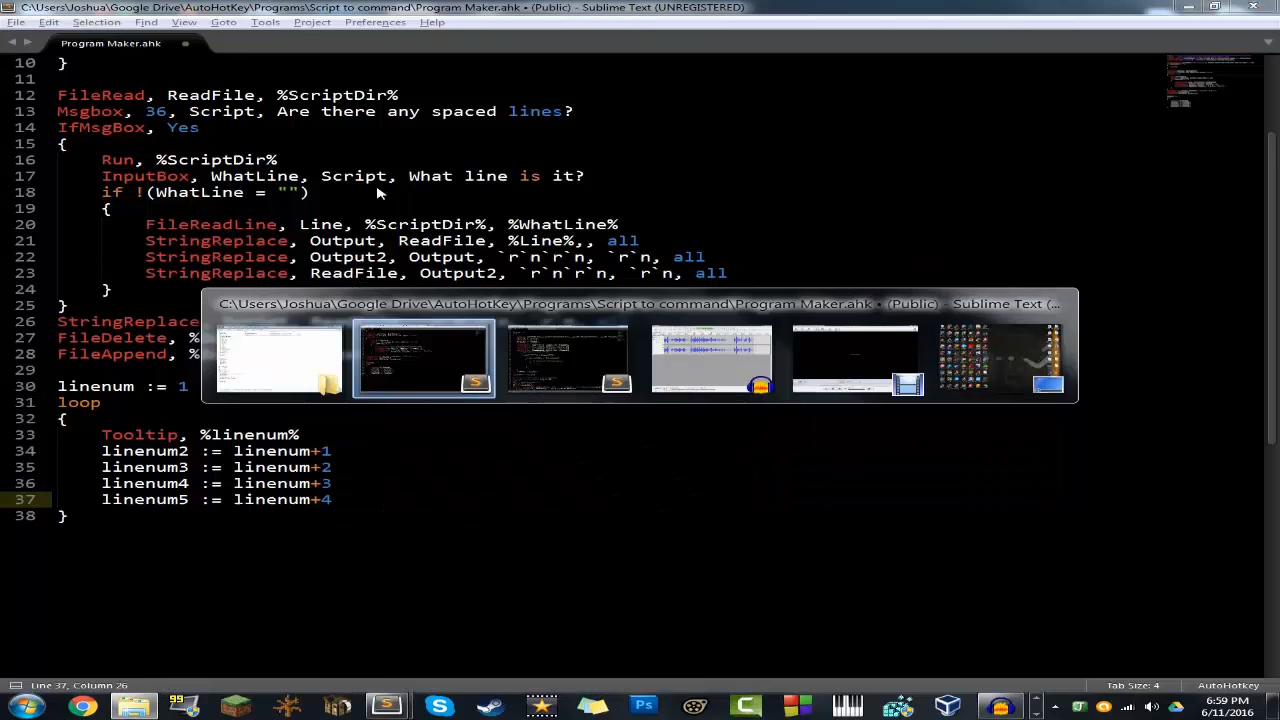 C:\Users\Joshua\Google Drive\AutoHotKey\Programs\Script to command\Program Maker.ahk • (Public) - Sublime Text (UNREGISTERED)
File Edit Selection Find View Goto Tools Project Preferences Help
Program Maker.ahk
10 }
11
12 FileRead, ReadFile, %ScriptDir%
13 Msgbox, 36, Script, Are there any spaced lines?
14 IfMsgBox, Yes
15 {
16 Run, %ScriptDir%
17 InputBox, WhatLine, Script, What line is it?
18 if !(WhatLine = "")
19 {
20 FileReadLine, Line, %ScriptDir%, %WhatLine%
21 StringReplace, Output, ReadFile, %Line%,, all
22 StringReplace, Output2, Output, `r`n`r`n, `r`n, all
23 StringReplace, ReadFile, Output2, `r`n`r`n, `r`n, all
24 }
25 }
C:\Users\Joshua\Google Drive\AutoHotKey\Programs\Script to command\Program Maker.ahk • (Public) - Sublime Text (...
26 StringReplace
27 FileDelete, %
28 FileAppend, %
29
30 linenum := 1
31 loop
32 {
33 Tooltip, %linenum%
34 linenum2 := linenum+1
35 linenum3 := linenum+2
36 linenum4 := linenum+3
37 linenum5 := linenum+4
38 }
Line 37, Column 26 Tab Size: 4 AutoHotkey
99 Ps 6:59 PM
6/11/2016